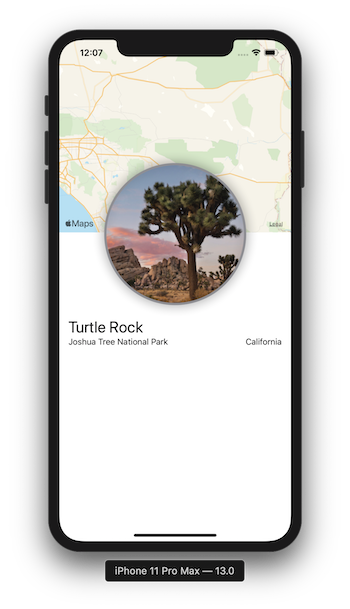 12:07
Maps
Legal
Turtle Rock
Joshua Tree National Park California
iPhone 11 Pro Max — 13.0